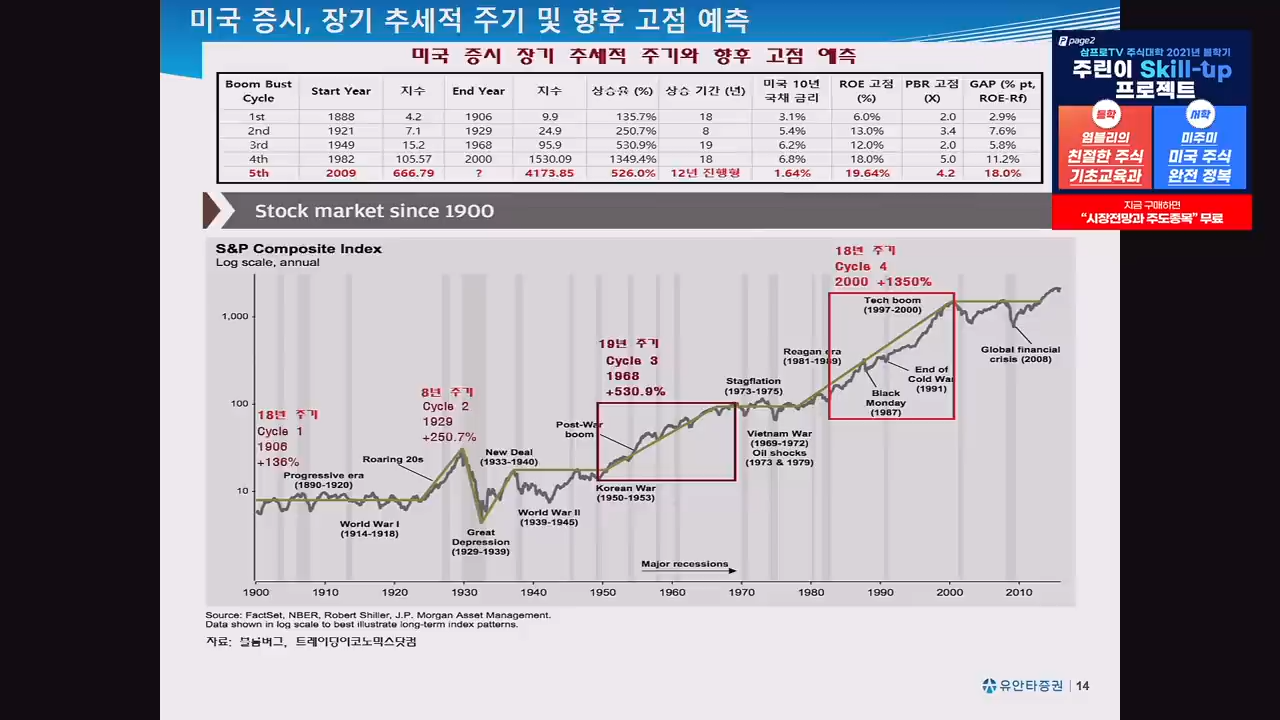 미국 증시, 장기 추세적 주기 및 향후 고점 예측
미국 증시 장기 추세적 주기와 향후 고점 예측
Boom Bust Cycle Start Year 지수 End Year 지수 상승율 (%) 상승 기간 (년) 미국 10년 국채 금리 ROE 고점 (%) PBR 고점 (X) GAP (% pt, ROE-Rf)
1st 1888 4.2 1906 9.9 135.7% 18 3.1% 6.0% 2.0 2.9%
2nd 1921 7.1 1929 24.9 250.7% 8 5.4% 13.0% 3.4 7.6%
3rd 1949 15.2 1968 95.9 530.9% 19 6.2% 12.0% 2.0 5.8%
4th 1982 105.57 2000 1530.09 1349.4% 18 6.8% 18.0% 5.0 11.2%
5th 2009 666.79 ? 4173.85 526.0% 12년 진행형 1.64% 19.64% 4.2 18.0%
page2
삼프로TV 주식대학 2021년 봄학기
주린이 Skill-up
프로젝트
동학
염블리의
친절한 주식
기초교육과
서학
미주미
미국 주식
완전 정복
지금 구매하면
"시장전망과 주도종목" 무료
Stock market since 1900
S&P Composite Index
Log scale, annual
1,000
100
10
18년 주기
Cycle 1
1906
+136%
Progressive era
(1890-1920)
World War I
(1914-1918)
Roaring 20s
8년 주기
Cycle 2
1929
+250.7%
New Deal
(1933-1940)
Great
Depression
(1929-1939)
World War II
(1939-1945)
19년 주기
Cycle 3
1968
+530.9%
Post-War
boom
Korean War
(1950-1953)
Stagflation
(1973-1975)
Vietnam War
(1969-1972)
Oil shocks
(1973 & 1979)
Reagan era
(1981-1989)
18년 주기
Cycle 4
2000 +1350%
Tech boom
(1997-2000)
End of
Cold War
(1991)
Black
Monday
(1987)
Global financial
crisis (2008)
Major recessions
1900 1910 1920 1930 1940 1950 1960 1970 1980 1990 2000 2010
Source: FactSet, NBER, Robert Shiller, J.P. Morgan Asset Management.
Data shown in log scale to best illustrate long-term index patterns.
자료: 블룸버그, 트레이딩이코노믹스닷컴
유안타증권 14